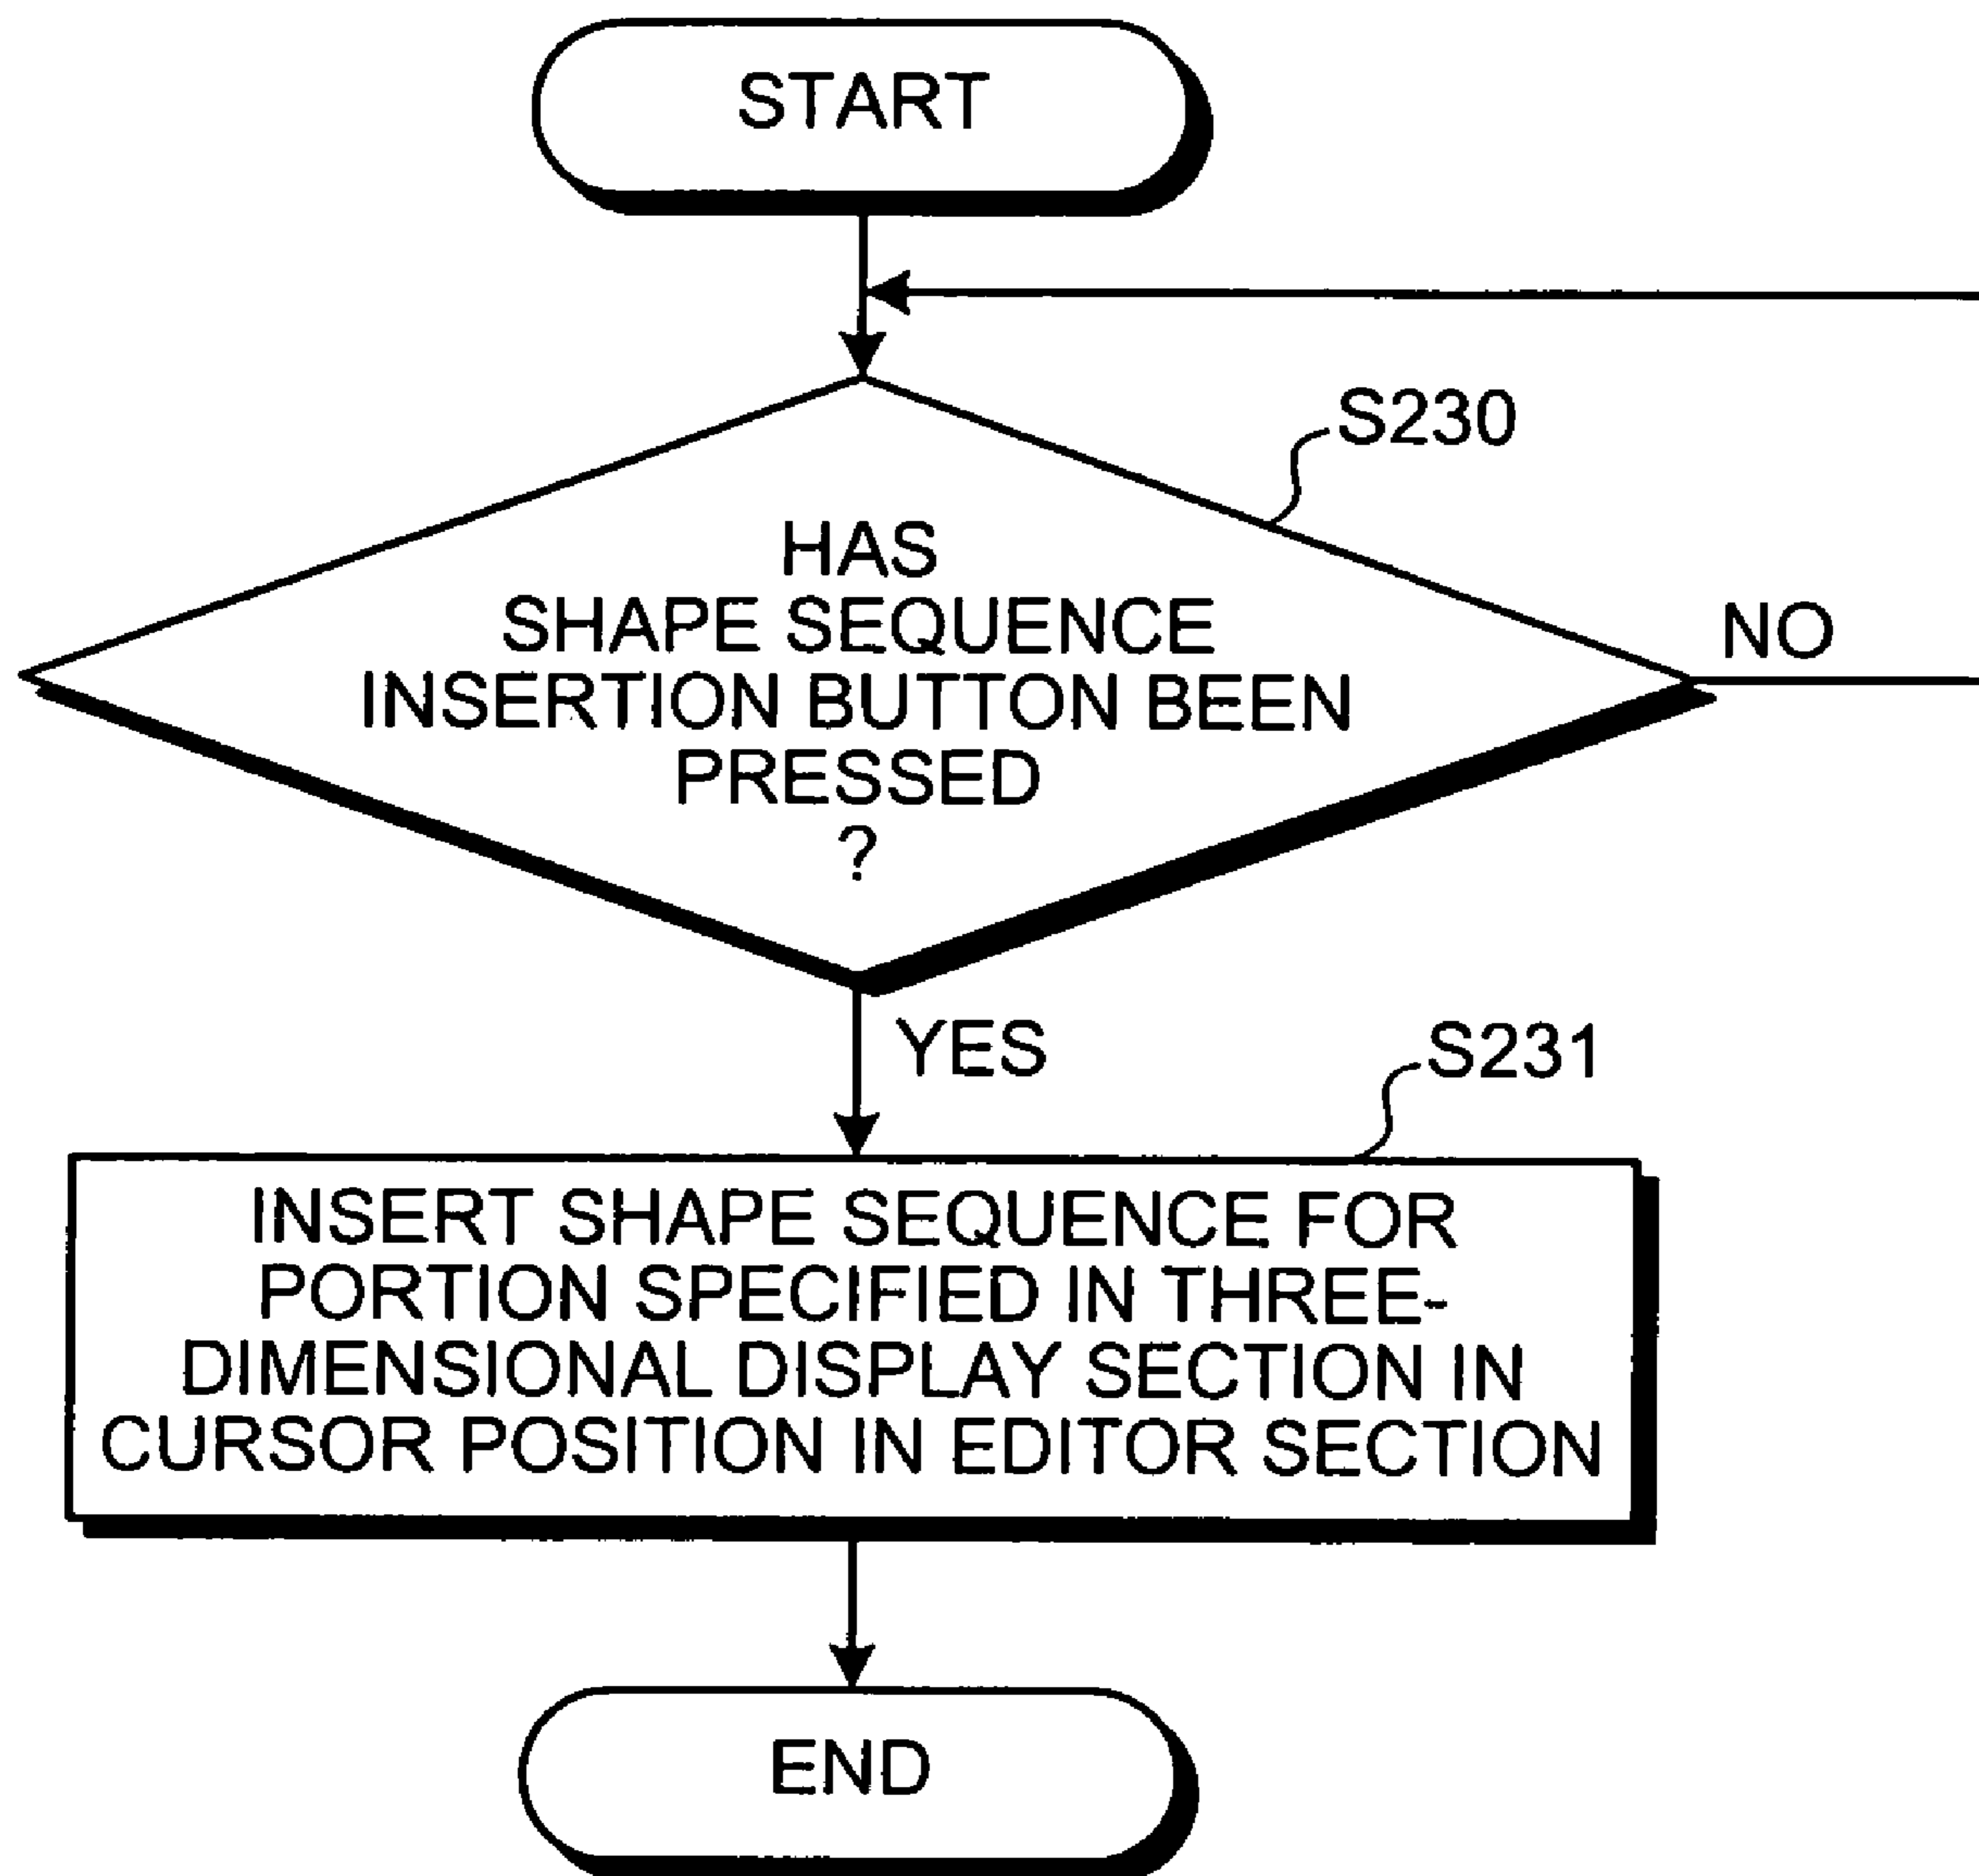 START
S230
HAS
SHAPE SEQUENCE
INSERTION BUTTON BEEN
PRESSED
?
NO
YES
S231
INSERT SHAPE SEQUENCE FOR
PORTION SPECIFIED IN THREE-
DIMENSIONAL DISPLAY SECTION IN
CURSOR POSITION IN EDITOR SECTION
END